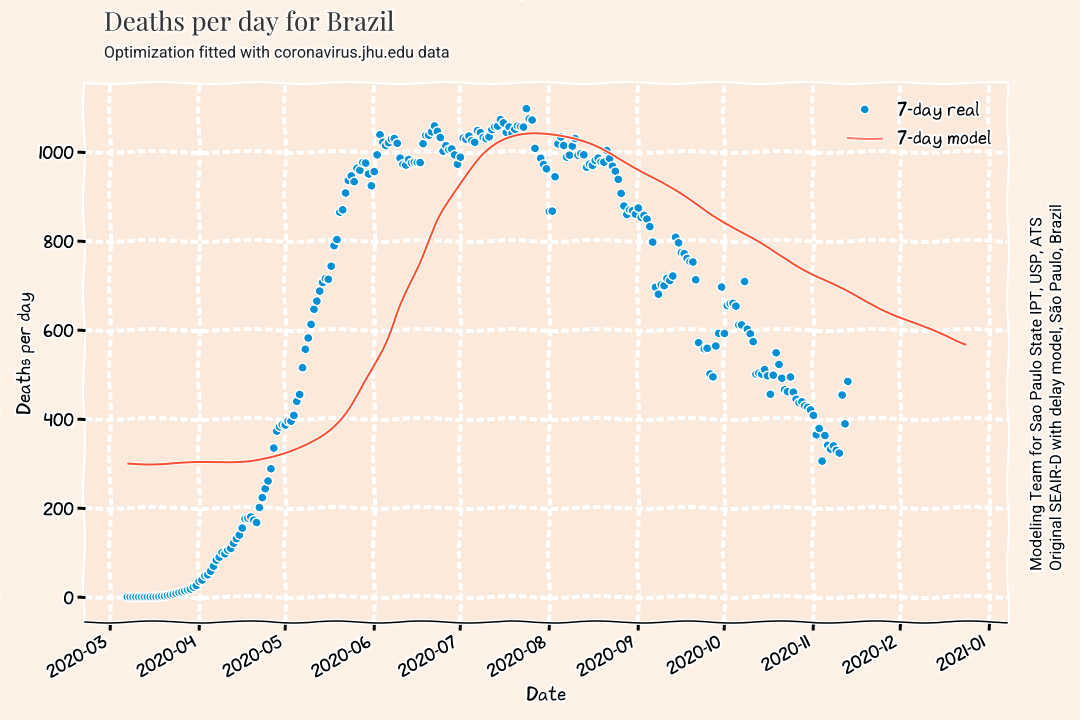 Deaths per day for Brazil
Optimization fitted with coronavirus.jhu.edu data
7-day real
7-day model
1000
800
600
400
200
0
Deaths per day
2020-03
2020-04
2020-05
2020-06
2020-07
2020-08
2020-09
2020-10
2020-11
2020-12
2021-01
Date
Modeling Team for Sao Paulo State IPT, USP, ATS
Original SEAIR-D with delay model, São Paulo, Brazil